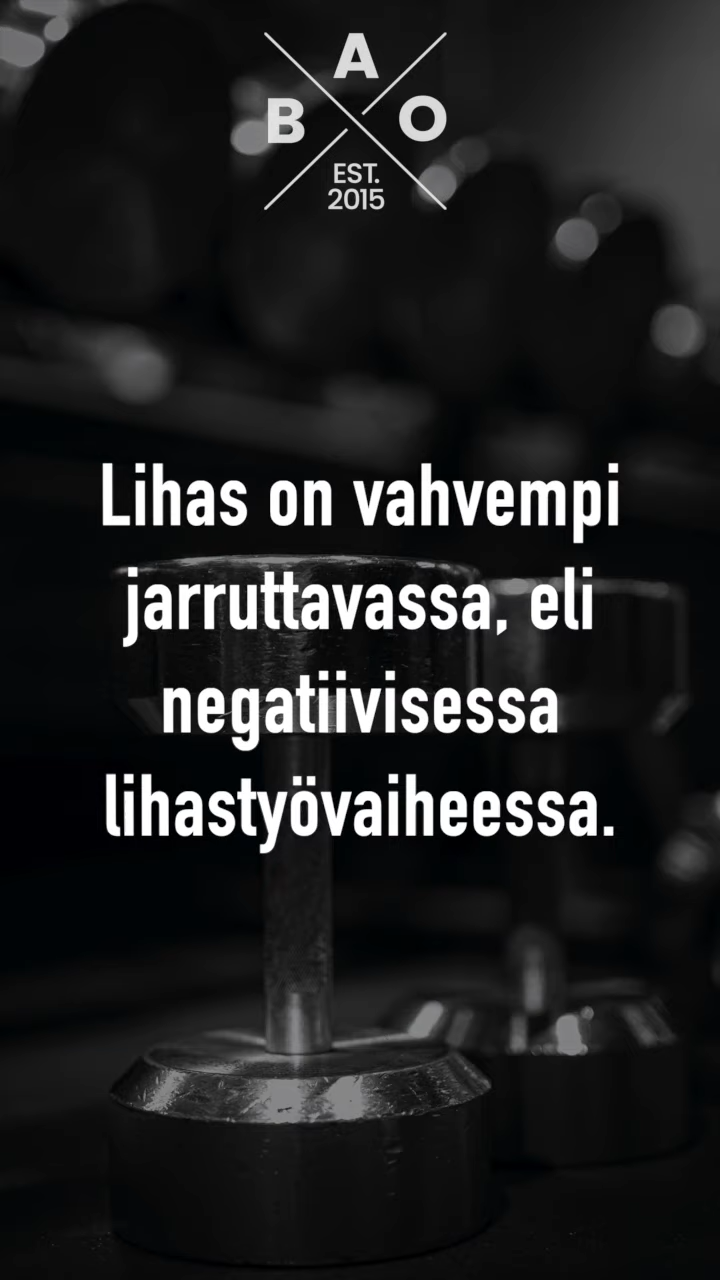 A
B O
EST.
2015
Lihas on vahvempi
jarruttavassa, eli
negatiivisessa
lihastyövaiheessa.